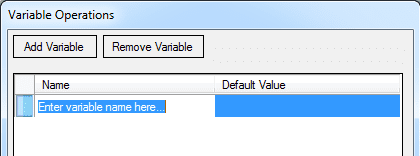 Variable Operations
Add Variable Remove Variable
Name Default Value
Enter variable name here...